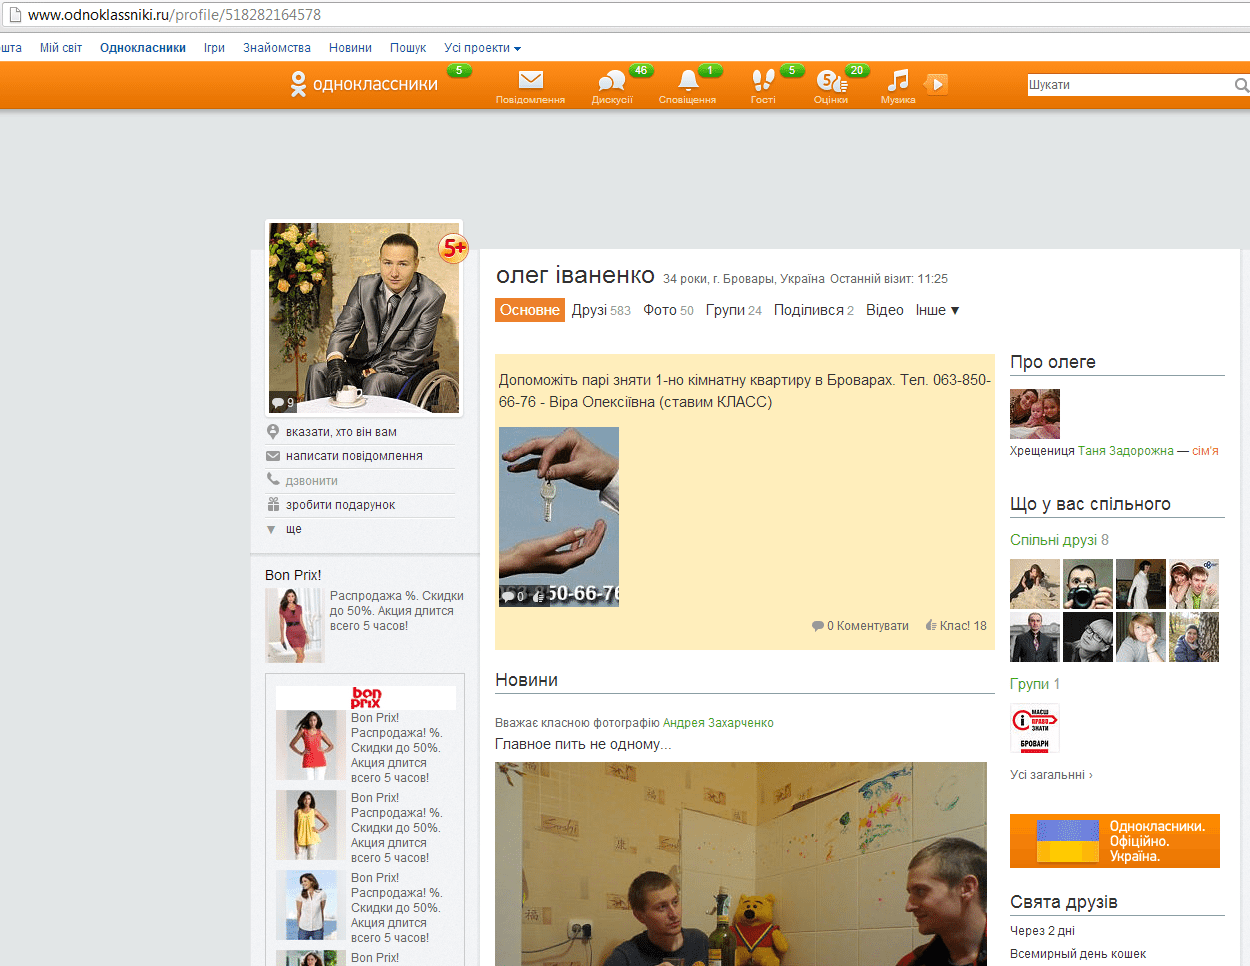 www.odnoklassniki.ru/profile/518282164578
шта Мій світ Однокласники Ігри Знайомства Новини Пошук Усі проекти
одноклассники 5
46 1 5 5 20
Повідомлення Дискусії Сповіщення Гості Оцінки Музика
Шукати
5+
9
вказати, хто він вам
написати повідомлення
дзвонити
зробити подарунок
ще
Bon Prix!
Распродажа %. Скидки
до 50%. Акция длится
всего 5 часов!
bon
prix
Bon Prix!
Распродажа! %.
Скидки до 50%.
Акция длится
всего 5 часов!
Bon Prix!
Распродажа! %.
Скидки до 50%.
Акция длится
всего 5 часов!
Bon Prix!
Распродажа! %.
Скидки до 50%.
Акция длится
всего 5 часов!
Bon Prix!
олег іваненко 34 роки, г. Бровары, Україна Останній візит: 11:25
Основне Друзі 583 Фото 50 Групи 24 Поділився 2 Відео Інше
Допоможіть парі зняти 1-но кімнатну квартиру в Броварах. Тел. 063-850-
66-76 - Віра Олексіївна (ставим КЛАСС)
50-66-76
0
0 Коментувати Клас! 18
Новини
Вважає класною фотографію Андрея Захарченко
Главное пить не одному...
Про олеге
Хрещениця Таня Задорожна — сім'я
Що у вас спільного
Спільні друзі 8
Групи 1
МАЄШ
ПРАВО
ЗНАТИ
БРОВАРИ
Усі загальнні ›
Однокласники.
Офіційно.
Україна.
Свята друзів
Через 2 дні
Всемирный день кошек